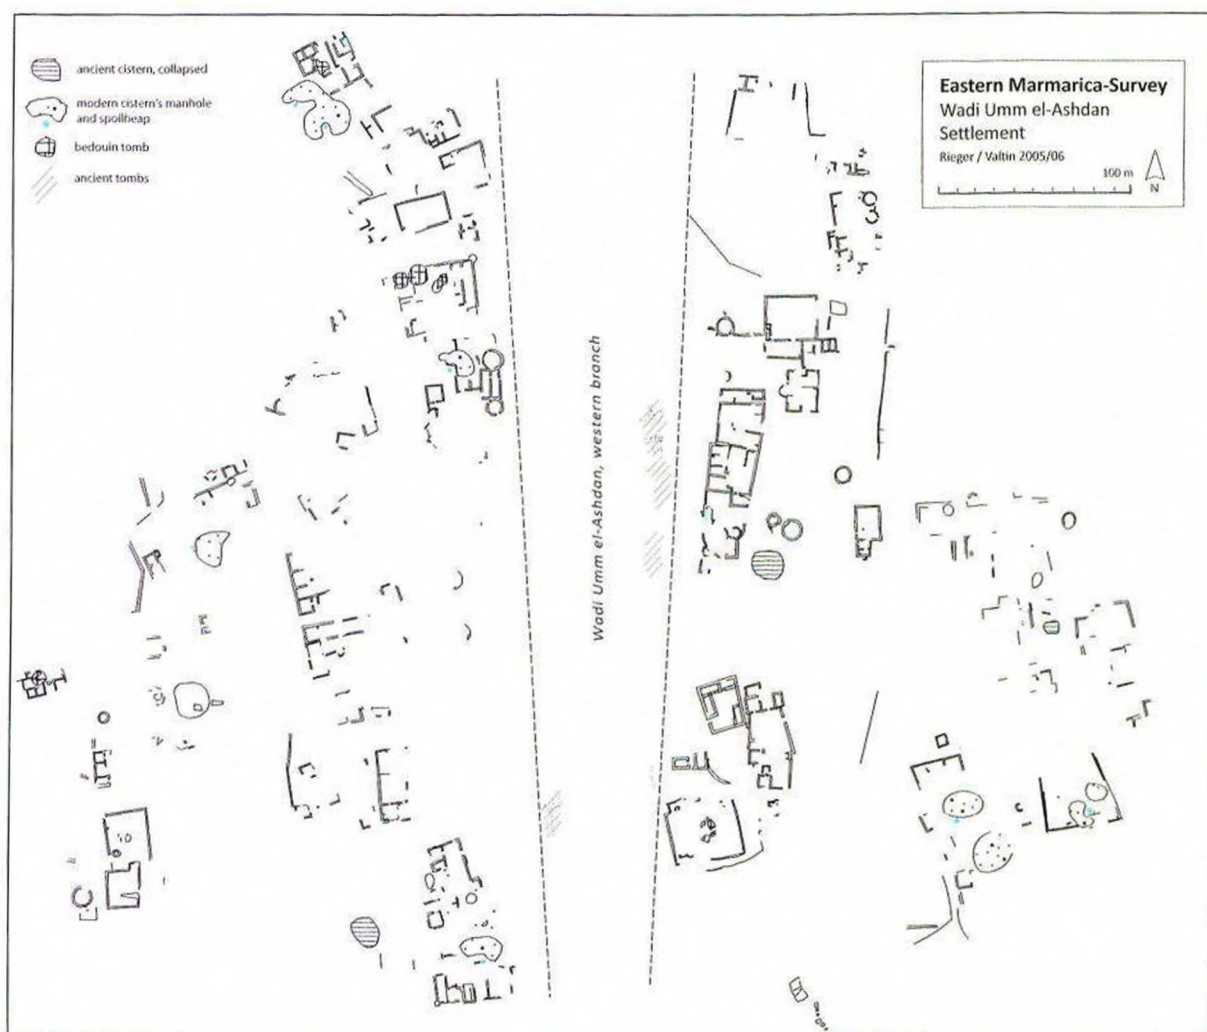 ancient cistern, collapsed
modern cistern's manhole
and spoilheap
bedouin tomb
ancient tombs
Eastern Marmarica-Survey
Wadi Umm el-Ashdan
Settlement
Rieger / Valtin 2005/06
100 m
N
Wadi Umm el-Ashdan, western branch